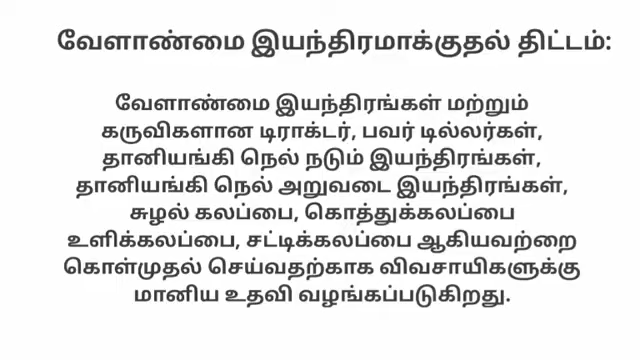 வேளாண்மை இயந்திரமாக்குதல் திட்டம்:
வேளாண்மை இயந்திரங்கள் மற்றும்
கருவிகளான டிராக்டர், பவர் டில்லர்கள்,
தானியங்கி நெல் நடும் இயந்திரங்கள்,
தானியங்கி நெல் அறுவடை இயந்திரங்கள்,
சுழல் கலப்பை, கொத்துக்கலப்பை
உளிக்கலப்பை, சட்டிக்கலப்பை ஆகியவற்றை
கொள்முதல் செய்வதற்காக விவசாயிகளுக்கு
மானிய உதவி வழங்கப்படுகிறது.